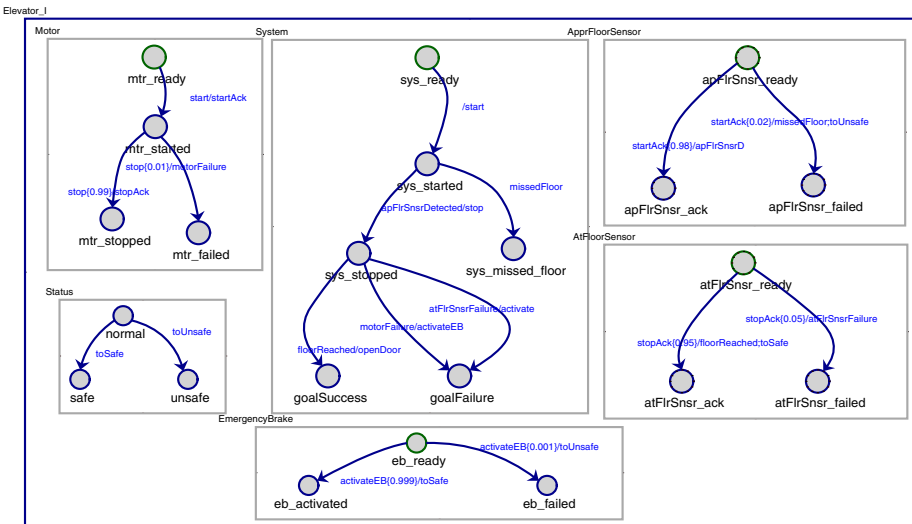 Elevator_I
Motor
mtr_ready
start/startAck
mtr_started
stop{0.01}/motorFailure
stop{0.99}/stopAck
mtr_stopped
mtr_failed
System
sys_ready
/start
sys_started
missedFloor
apFlrSnsrDetected/stop
sys_stopped
sys_missed_floor
atFlrSnsrFailure/activate
motorFailure/activateEB
floorReached/openDoor
goalSuccess
goalFailure
ApprFloorSensor
apFlrSnsr_ready
startAck{0.02}/missedFloor;toUnsafe
startAck{0.98}/apFlrSnsrD
apFlrSnsr_ack
apFlrSnsr_failed
AtFloorSensor
atFlrSnsr_ready
stopAck{0.05}/atFlrSnsrFailure
stopAck{0.95}/floorReached;toSafe
atFlrSnsr_ack
atFlrSnsr_failed
Status
normal
toUnsafe
toSafe
safe
unsafe
EmergencyBrake
eb_ready
activateEB{0.001}/toUnsafe
activateEB{0.999}/toSafe
eb_activated
eb_failed